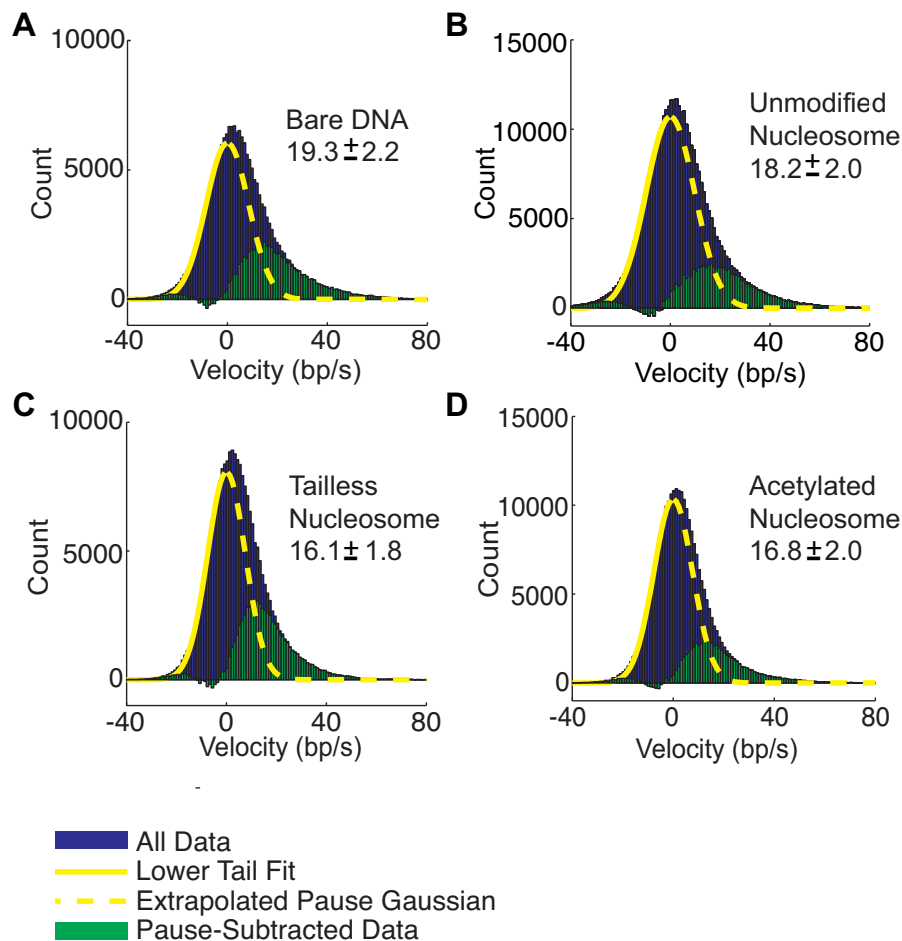 A
10000
5000
0
Count
-40
0
40
80
Velocity (bp/s)
Bare DNA
19.3 ± 2.2
B
15000
10000
5000
0
Count
-40
0
40
80
Velocity (bp/s)
Unmodified
Nucleosome
18.2 ± 2.0
C
10000
5000
0
Count
-40
0
40
80
Velocity (bp/s)
Tailless
Nucleosome
16.1 ± 1.8
D
15000
10000
5000
0
Count
-40
0
40
80
Velocity (bp/s)
Acetylated
Nucleosome
16.8 ± 2.0
-
All Data
Lower Tail Fit
Extrapolated Pause Gaussian
Pause-Subtracted Data